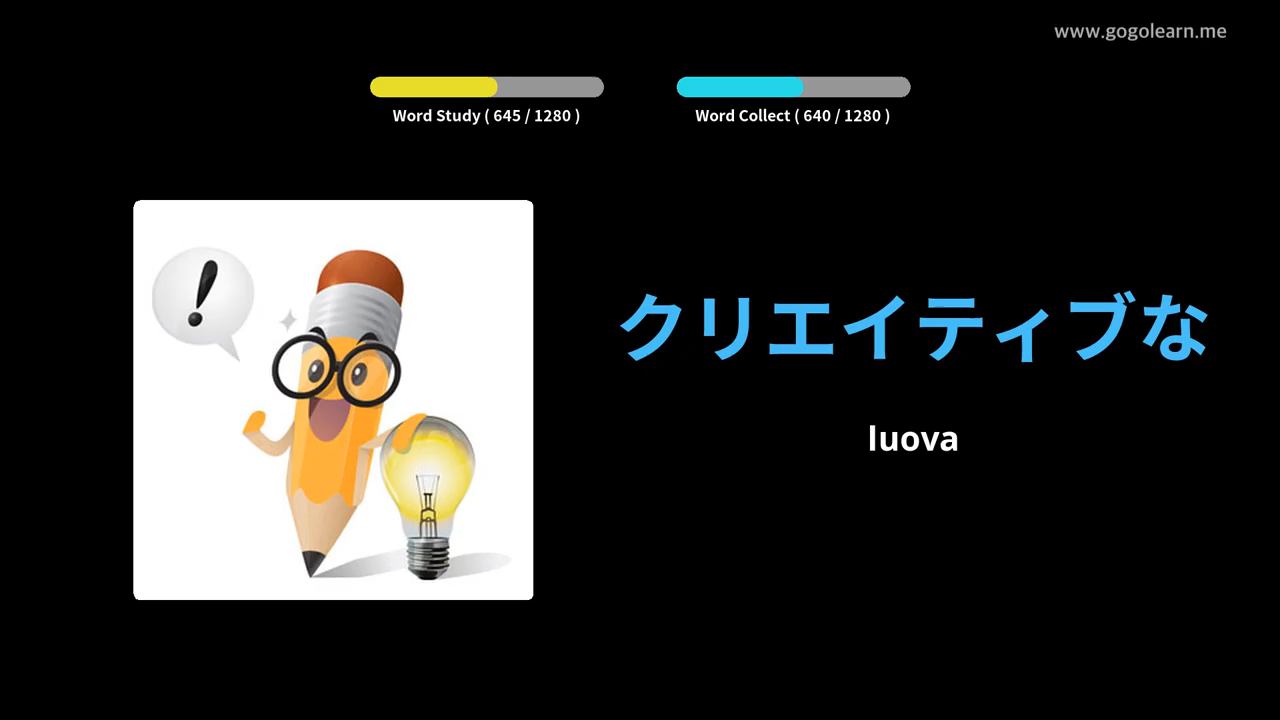 www.gogolearn.me
Word Study ( 645 / 1280 )
Word Collect ( 640 / 1280 )
!
クリエイティブな
luova